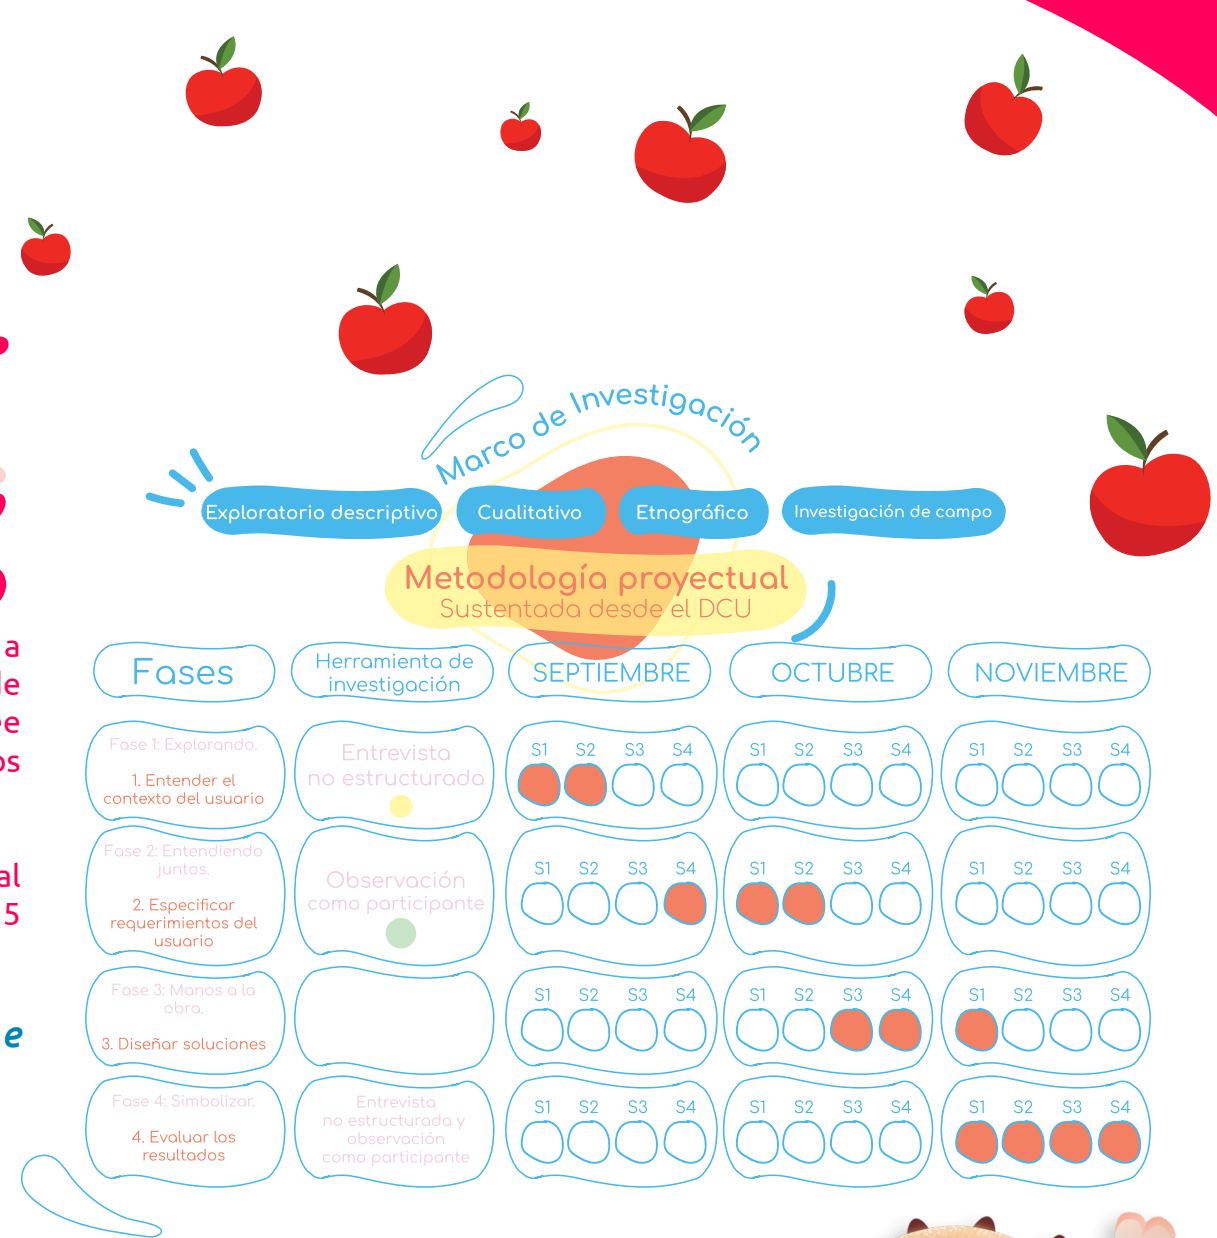 Marco de Investigación
Exploratorio descriptivo
Cualitativo
Etnográfico
Investigación de campo
Metodología proyectual
Sustentada desde el DCU
Fases
Herramienta de
investigación
SEPTIEMBRE
OCTUBRE
NOVIEMBRE
a
os
al
5
e
Fase 1: Explorando.
1. Entender el
contexto del usuario
Entrevista
no estructurada
S1 S2 S3 S4
S1 S2 S3 S4
S1 S2 S3 S4
Fase 2: Entendiendo
juntos.
2. Especificar
requerimientos del
usuario
Observación
como participante
S1 S2 S3 S4
S1 S2 S3 S4
S1 S2 S3 S4
Fase 3: Manos a la
obra.
3. Diseñar soluciones
S1 S2 S3 S4
S1 S2 S3 S4
S1 S2 S3 S4
Fase 4: Simbolizar.
4. Evaluar los
resultados
Entrevista
no estructurada y
observación
como participante
S1 S2 S3 S4
S1 S2 S3 S4
S1 S2 S3 S4